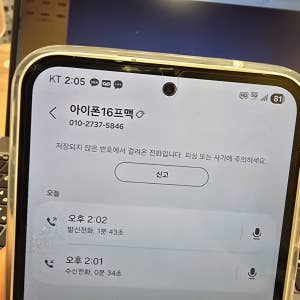 KT 2:05
81
아이폰16프맥
010-2737-5846
저장되지 않은 번호에서 걸려온 전화입니다. 피싱 또는 사기에 주의하세요.
신고
오늘
오후 2:02
발신전화, 1분 43초
오후 2:01
수신전화, 0분 34초